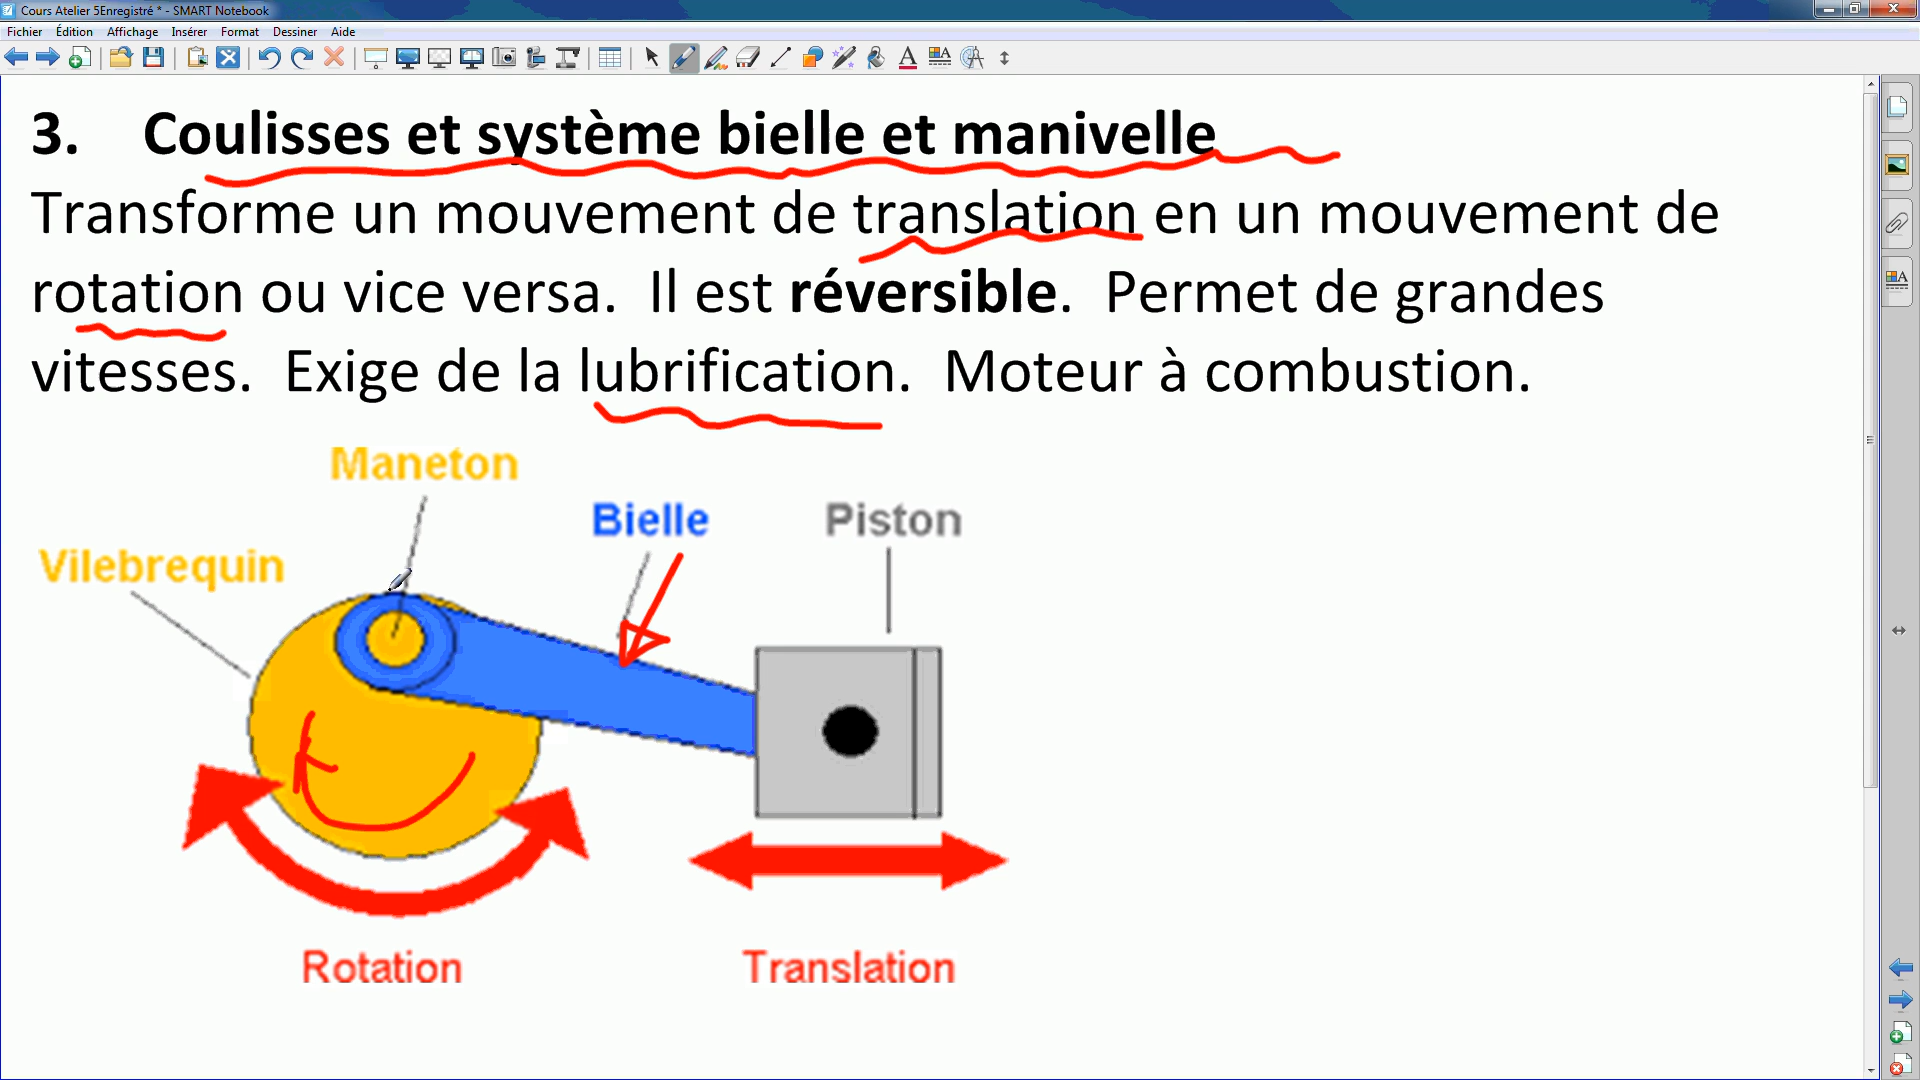 Cours Atelier 5Enregistré * - SMART Notebook
Fichier Édition Affichage Insérer Format Dessiner Aide
3. Coulisses et système bielle et manivelle
Transforme un mouvement de translation en un mouvement de
rotation ou vice versa. Il est réversible. Permet de grandes
vitesses. Exige de la lubrification. Moteur à combustion.
Maneton
Bielle
Piston
Vilebrequin
Rotation
Translation